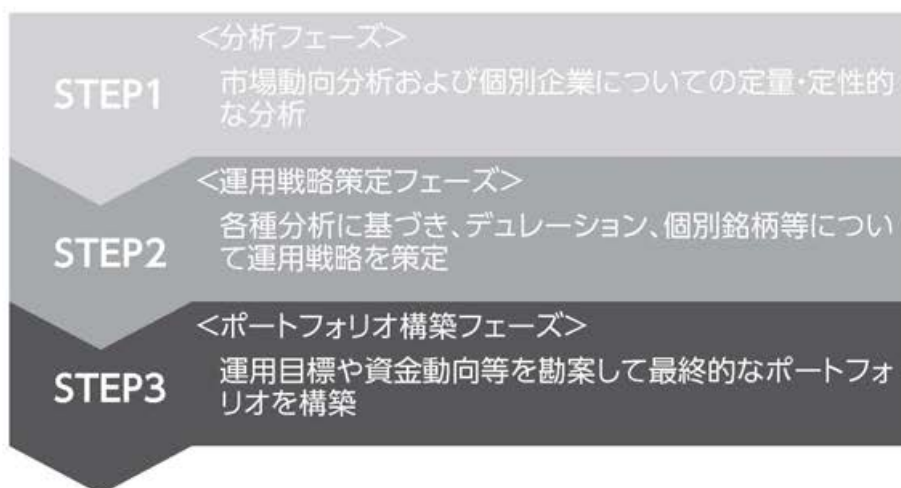 <分析フェーズ>
STEP1
市場動向分析および個別企業についての定量・定性的
な分析
<運用戦略策定フェーズ>
STEP2
各種分析に基づき、デュレーション、個別銘柄等につい
て運用戦略を策定
<ポートフォリオ構築フェーズ>
STEP3
運用目標や資金動向等を勘案して最終的なポートフォ
リオを構築